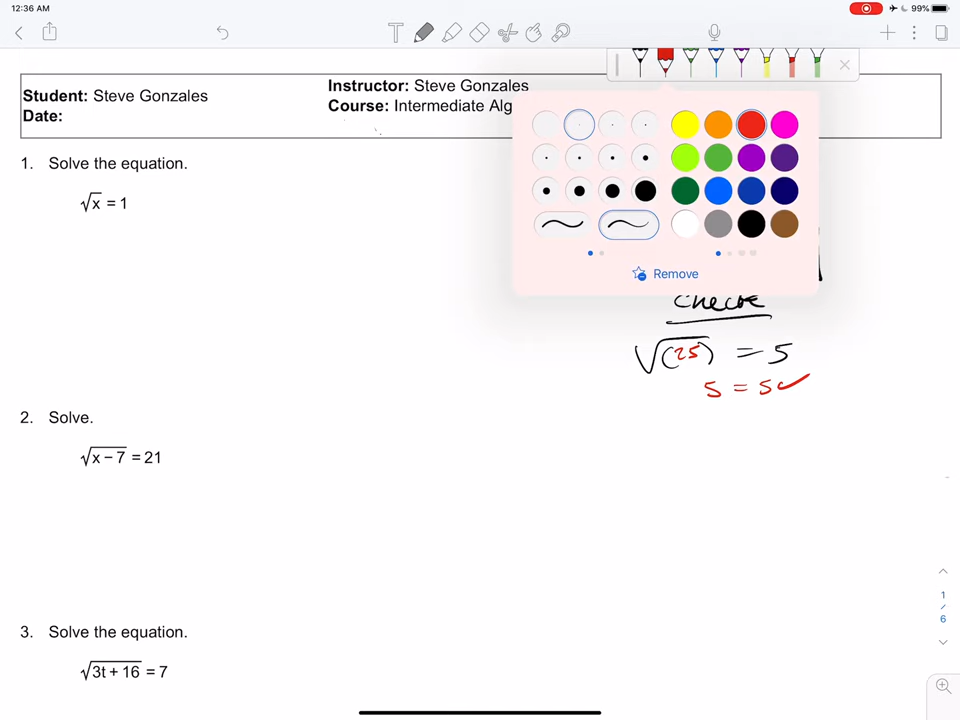 12:36 AM
99%
T
Student: Steve Gonzales
Date:
Instructor: Steve Gonzales
Course: Intermediate Alg
Remove
1. Solve the equation.
√x = 1
check
√(25) = 5
5 = 5✓
2. Solve.
√x − 7 = 21
1
/
6
3. Solve the equation.
√3t + 16 = 7